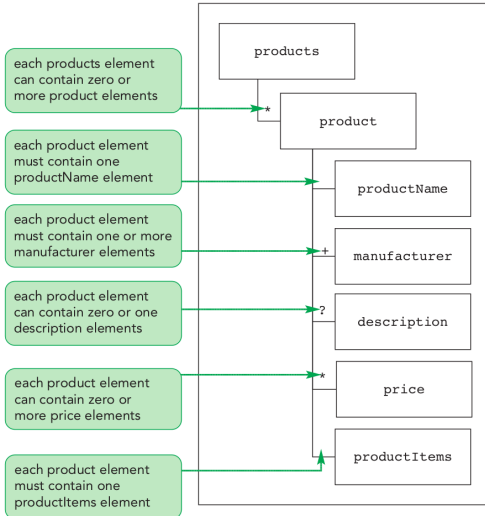 products
each products element
can contain zero or
more product elements
*
product
each product element
must contain one
productName element
productName
each product element
must contain one or more
manufacturer elements
+
manufacturer
each product element
can contain zero or one
description elements
?
description
each product element
can contain zero or
more price elements
*
price
each product element
must contain one
productItems element
productItems